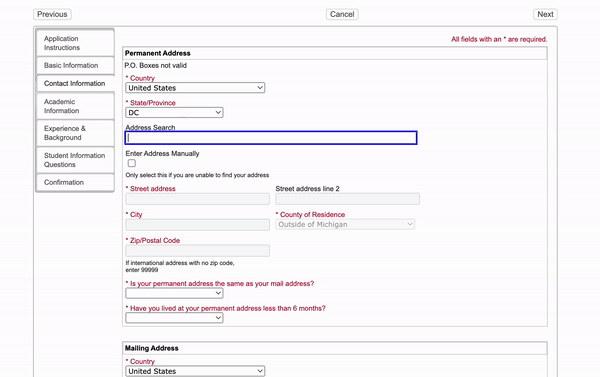 Previous
Cancel
Next
Application
Instructions
Basic Information
Contact Information
Academic
Information
Experience &
Background
Student Information
Questions
Confirmation
All fields with an * are required.
Permanent Address
P.O. Boxes not valid
* Country
United States
* State/Province
DC
Address Search
Enter Address Manually
Only select this if you are unable to find your address
* Street address
Street address line 2
* City
* County of Residence
Outside of Michigan
* Zip/Postal Code
If international address with no zip code,
enter 99999
* Is your permanent address the same as your mail address?
* Have you lived at your permanent address less than 6 months?
Mailing Address
* Country
United States